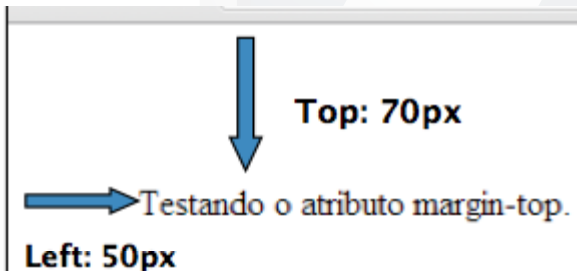 Top: 70px
Testando o atributo margin-top.
Left: 50px